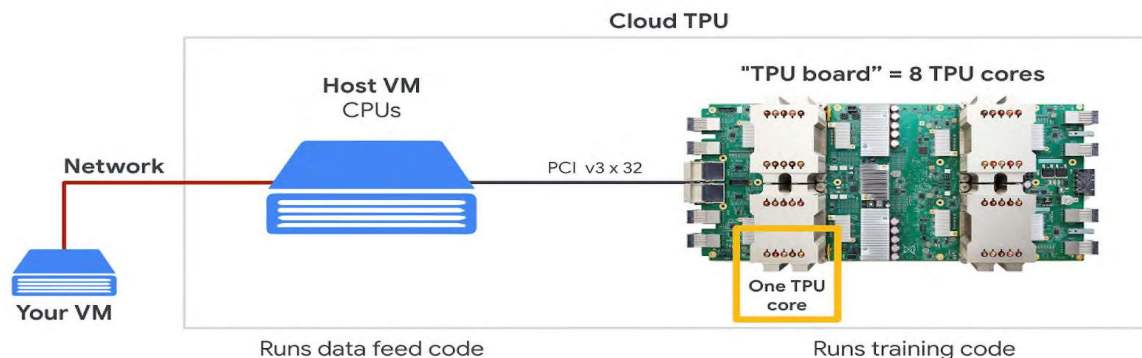 Cloud TPU
Host VM
CPUs
"TPU board” = 8 TPU cores
Network
PCI v3 x 32
Your VM
One TPU
core
Runs data feed code
Runs training code